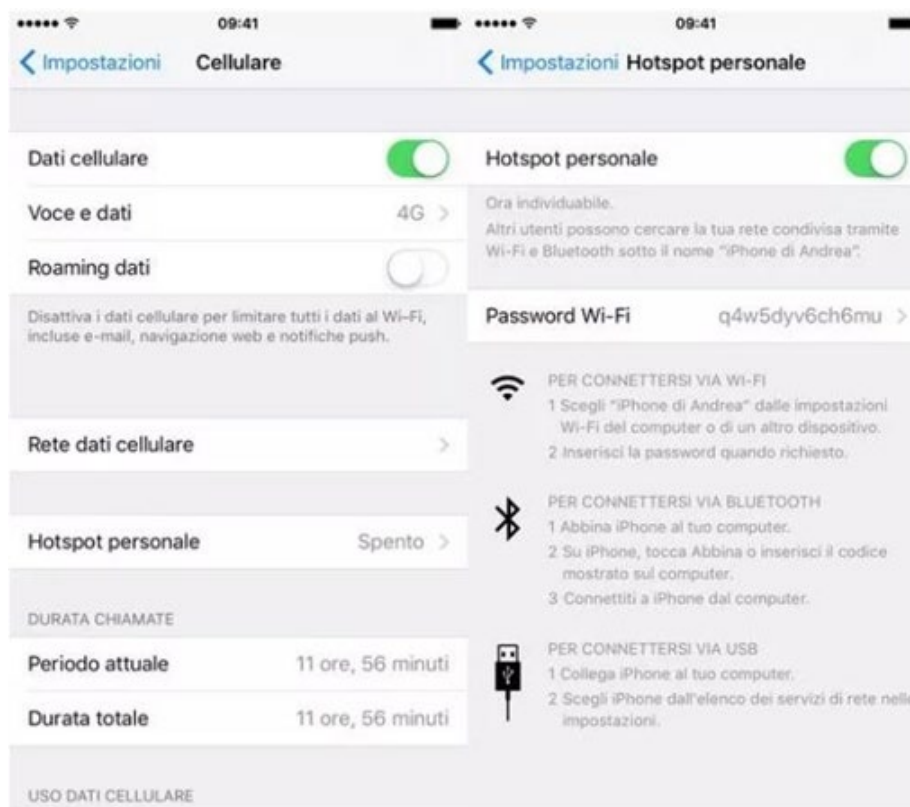 09:41
Impostazioni Cellulare
Dati cellulare
Voce e dati 4G
Roaming dati
Disattiva i dati cellulare per limitare tutti i dati al Wi-Fi,
incluse e-mail, navigazione web e notifiche push.
Rete dati cellulare
Hotspot personale Spento
DURATA CHIAMATE
Periodo attuale 11 ore, 56 minuti
Durata totale 11 ore, 56 minuti
USO DATI CELLULARE
09:41
Impostazioni Hotspot personale
Hotspot personale
Ora individuabile.
Altri utenti possono cercare la tua rete condivisa tramite
Wi-Fi e Bluetooth sotto il nome "iPhone di Andrea".
Password Wi-Fi q4w5dyv6ch6mu
PER CONNETTERSI VIA WI-FI
1 Scegli "iPhone di Andrea" dalle impostazioni
Wi-Fi del computer o di un altro dispositivo.
2 Inserisci la password quando richiesto.
PER CONNETTERSI VIA BLUETOOTH
1 Abbina iPhone al tuo computer.
2 Su iPhone, tocca Abbina o inserisci il codice
mostrato sul computer.
3 Connettiti a iPhone dal computer.
PER CONNETTERSI VIA USB
1 Collega iPhone al tuo computer.
2 Scegli iPhone dall'elenco dei servizi di rete nelle
impostazioni.